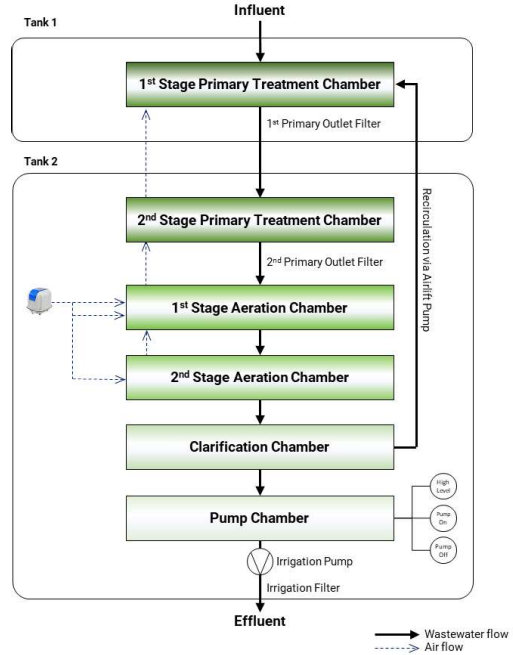 Influent
Tank 1
1st Stage Primary Treatment Chamber
1st Primary Outlet Filter
Tank 2
2nd Stage Primary Treatment Chamber
2nd Primary Outlet Filter
Recirculation via Airlift Pump
1st Stage Aeration Chamber
2nd Stage Aeration Chamber
Clarification Chamber
High
Level
Pump Chamber
Pump
On
Pump
Off
Irrigation Pump
Irrigation Filter
Effluent
Wastewater flow
Air flow